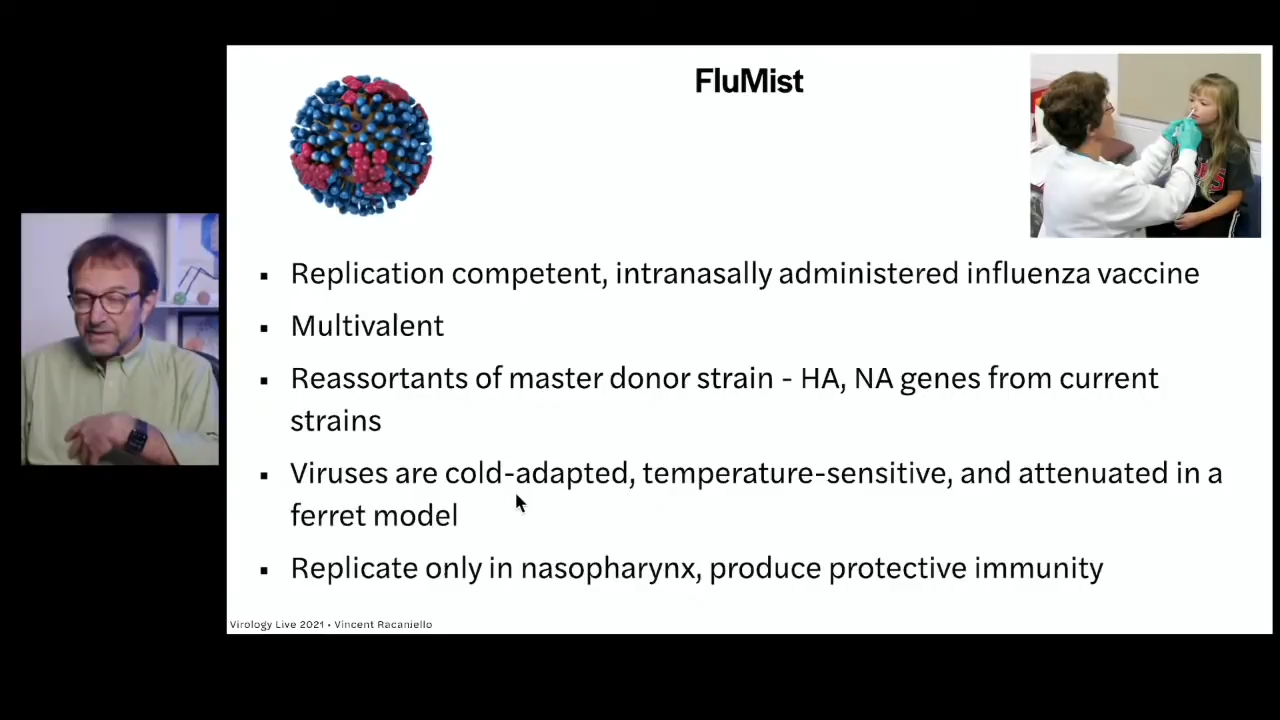 FluMist
▪ Replication competent, intranasally administered influenza vaccine
▪ Multivalent
▪ Reassortants of master donor strain - HA, NA genes from current
strains
▪ Viruses are cold-adapted, temperature-sensitive, and attenuated in a
ferret model
▪ Replicate only in nasopharynx, produce protective immunity
Virology Live 2021 • Vincent Racaniello